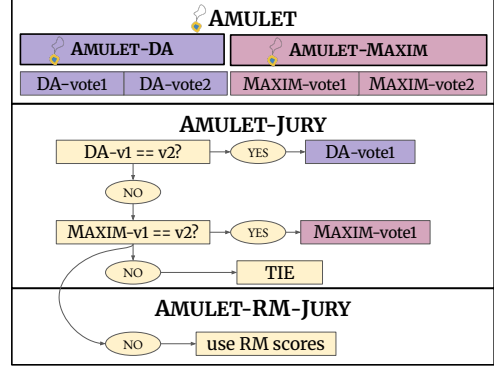 AMULET
AMULET-DA AMULET-MAXIM
DA-vote1 DA-vote2 MAXIM-vote1 MAXIM-vote2
AMULET-JURY
DA-v1 == v2? YES DA-vote1
NO
MAXIM-v1 == v2? YES MAXIM-vote1
NO TIE
AMULET-RM-JURY
NO use RM scores